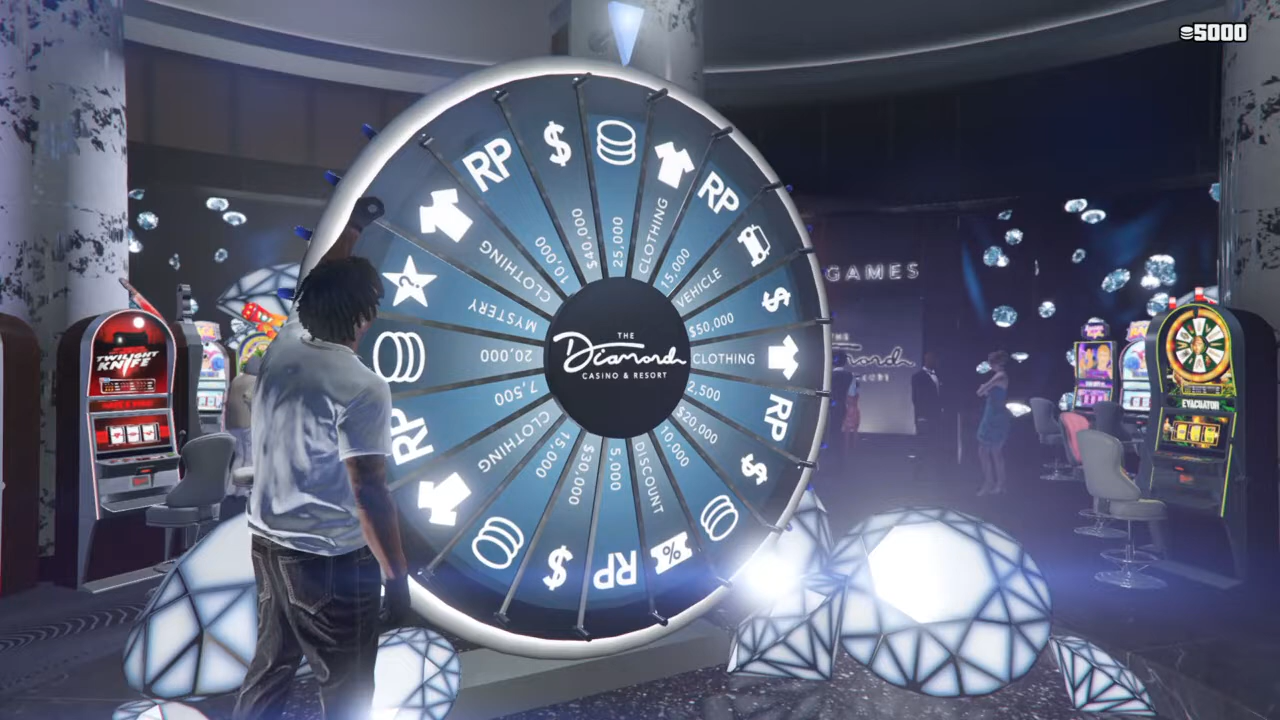 5000
$
RP
RP
$40,000
25,000
CLOTHING
10,000
CLOTHING
15,000
VEHICLE
?
MYSTERY
$
$50,000
GAMES
THE
Diamond
CASINO & RESORT
20,000
CLOTHING
7,500
2,500
RP
RP
CLOTHING
$20,000
$
15,000
$30,000
5,000
DISCOUNT
10,000
$
RP
%
TWILIGHT
KNIFE
EVACUATOR